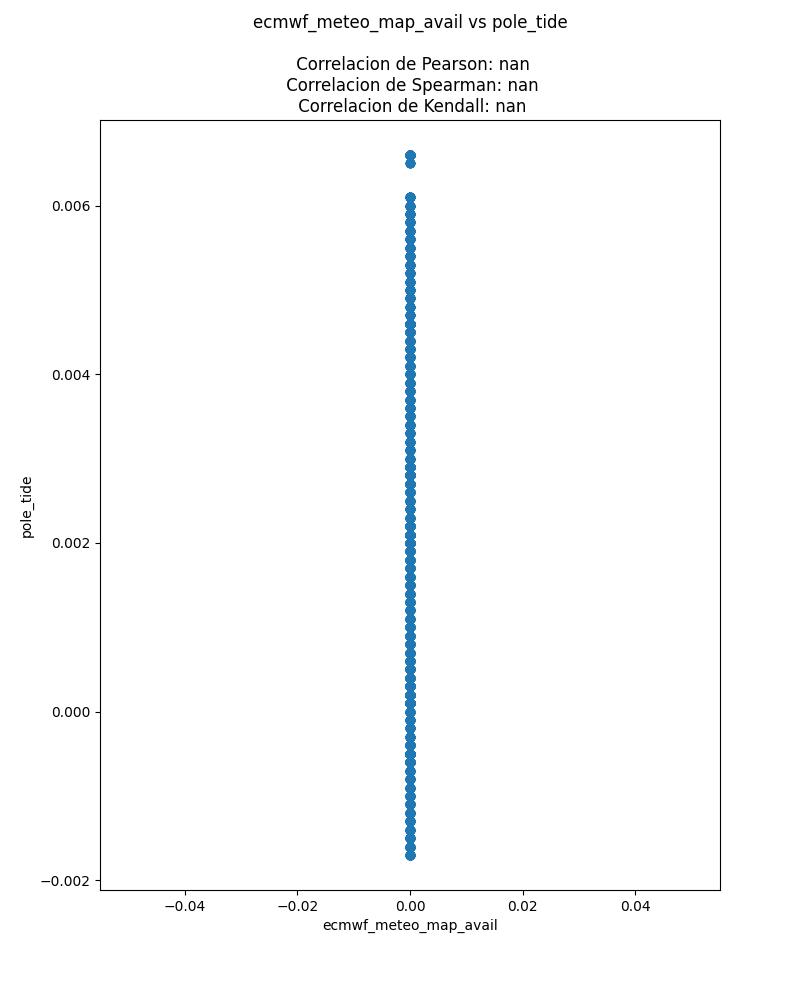 ecmwf_meteo_map_avail vs pole_tide
Correlacion de Pearson: nan
Correlacion de Spearman: nan
Correlacion de Kendall: nan
0.006
0.004
0.002
0.000
−0.002
pole_tide
−0.04
−0.02
0.00
0.02
0.04
ecmwf_meteo_map_avail